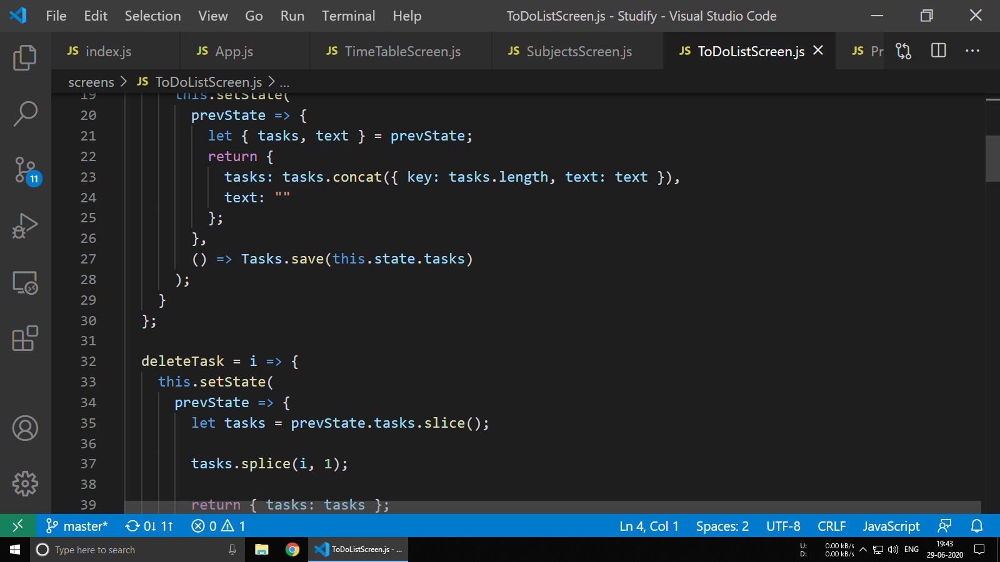 File Edit Selection View Go Run Terminal Help ToDoListScreen.js - Studify - Visual Studio Code
JS index.js JS App.js JS TimeTableScreen.js JS SubjectsScreen.js JS ToDoListScreen.js JS Pr
screens > JS ToDoListScreen.js > ...
19 this.setState(
20 prevState => {
21 let { tasks, text } = prevState;
22 return {
23 tasks: tasks.concat({ key: tasks.length, text: text }),
24 text: ""
25 };
26 },
27 () => Tasks.save(this.state.tasks)
28 );
29 }
30 };
31
32 deleteTask = i => {
33 this.setState(
34 prevState => {
35 let tasks = prevState.tasks.slice();
36
37 tasks.splice(i, 1);
38
39 return { tasks: tasks };
11
master* 0↓ 1↑ 0 1 Ln 4, Col 1 Spaces: 2 UTF-8 CRLF JavaScript
Type here to search ToDoListScreen.js - ... U: 0.00 kB/s D: 0.00 kB/s ENG 19:43 29-06-2020